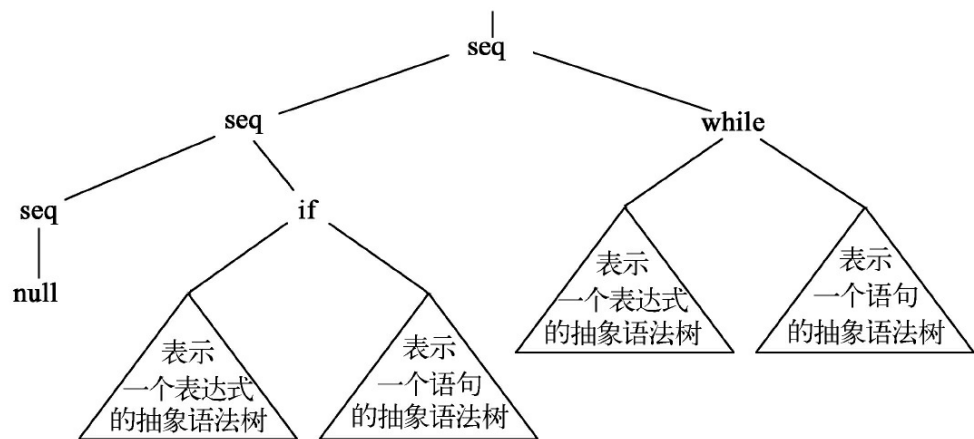 seq
seq
while
seq
if
null
表示
一个表达式
的抽象语法树
表示
一个语句
的抽象语法树
表示
一个表达式
的抽象语法树
表示
一个语句
的抽象语法树